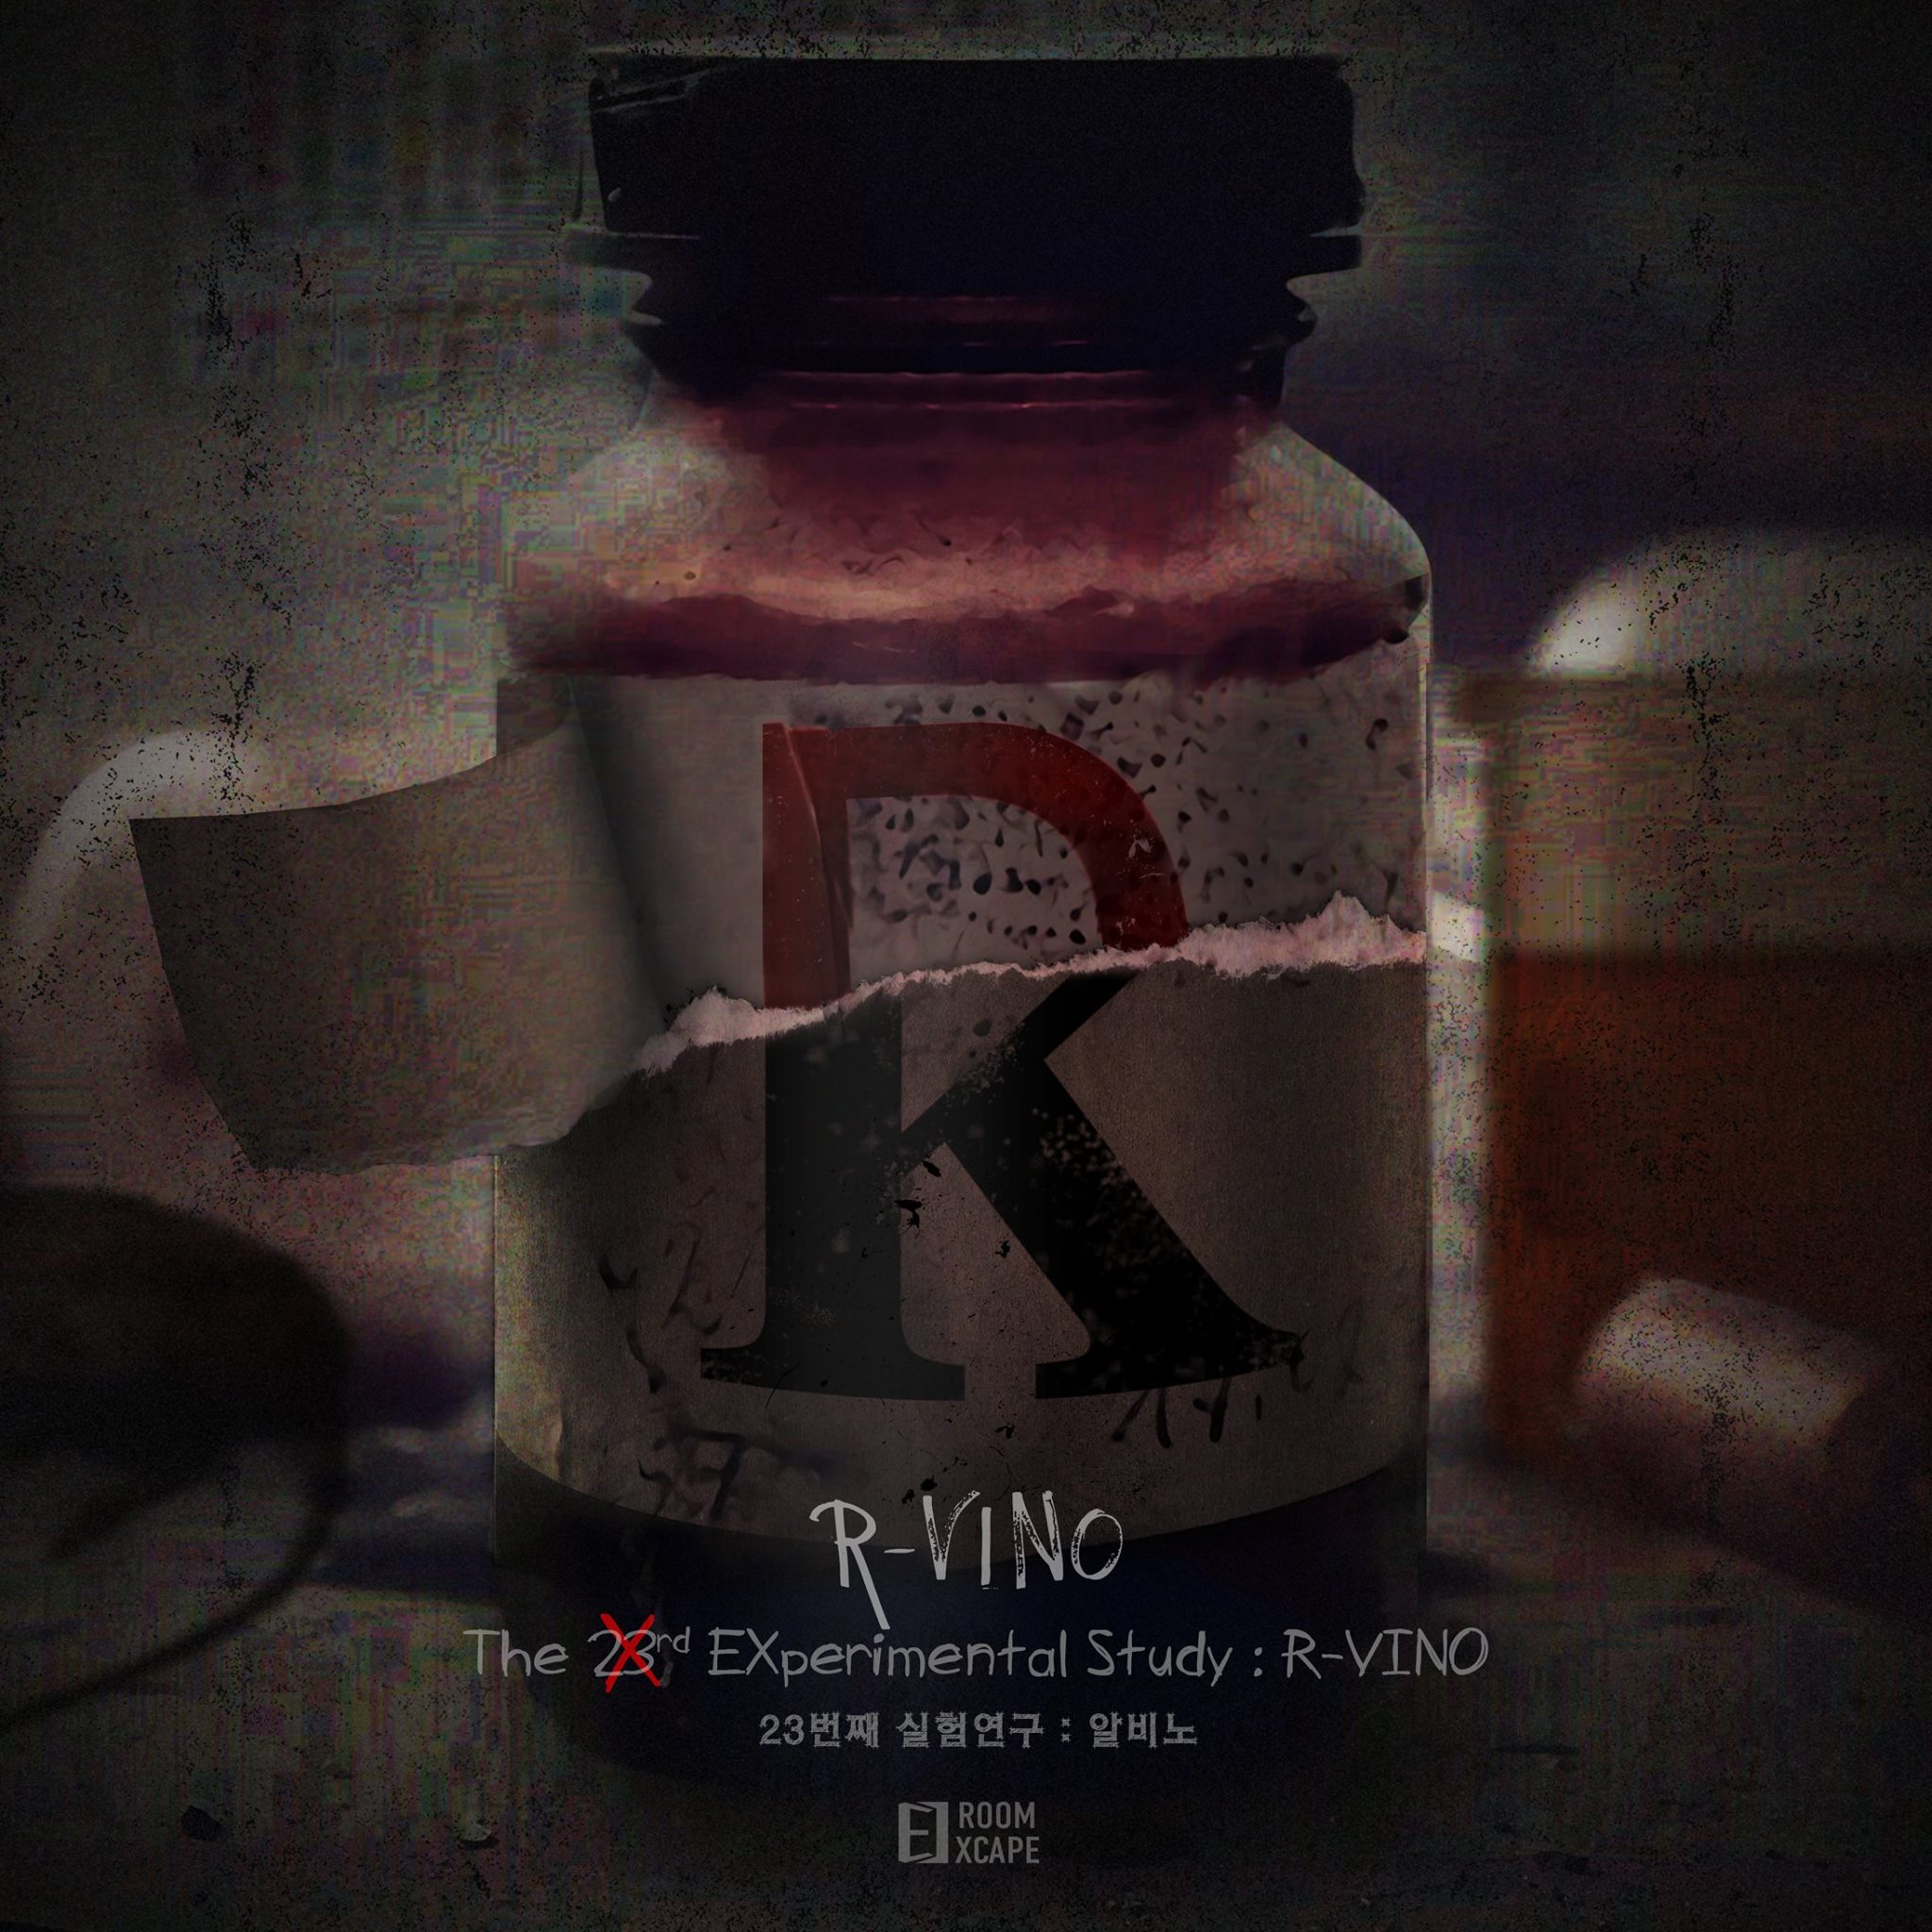 R
R-VINO
The 23rd EXperimental Study : R-VINO
23번째 실험연구 : 알비노
ROOM
XCAPE